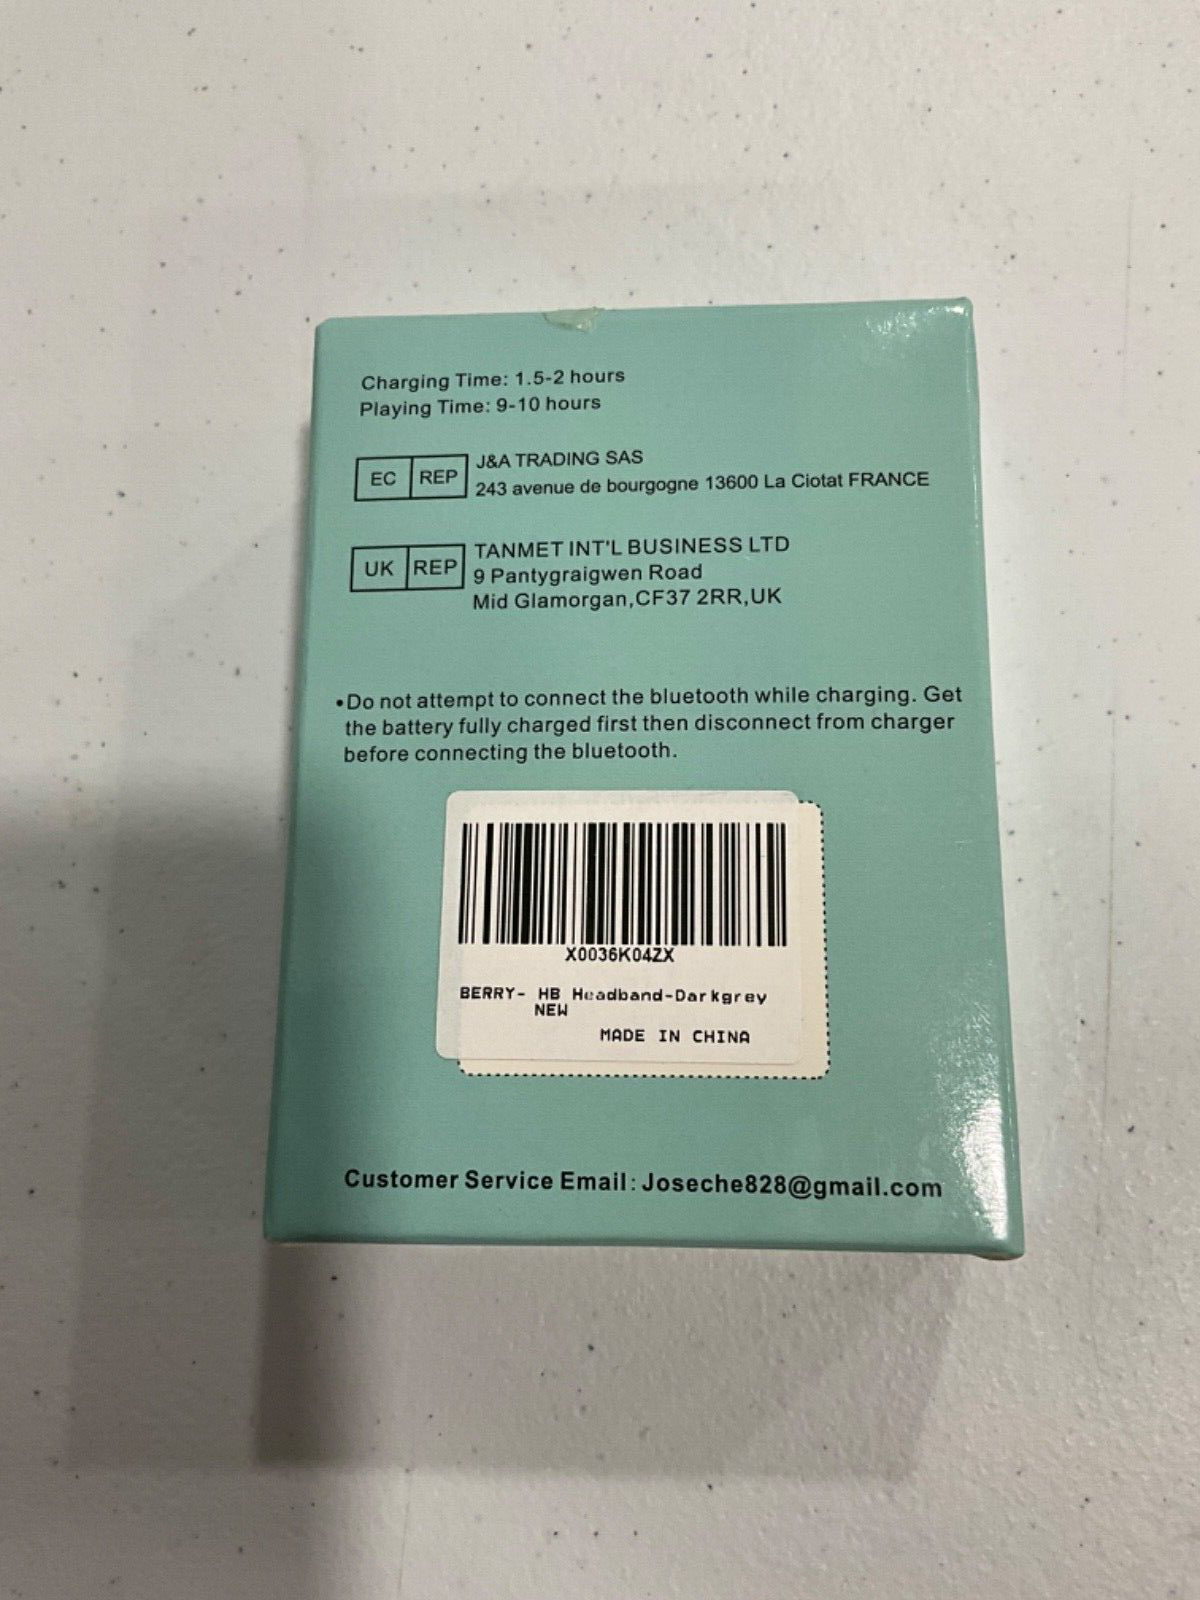 Charging Time: 1.5-2 hours
Playing Time: 9-10 hours
EC REP
J&A TRADING SAS
243 avenue de bourgogne 13600 La Ciotat FRANCE
UK REP
TANMET INT'L BUSINESS LTD
9 Pantygraigwen Road
Mid Glamorgan,CF37 2RR,UK
•Do not attempt to connect the bluetooth while charging. Get
the battery fully charged first then disconnect from charger
before connecting the bluetooth.
X0036K04ZX
BERRY- HB Headband-Darkgrey
NEW
MADE IN CHINA
Customer Service Email: Joseche828@gmail.com